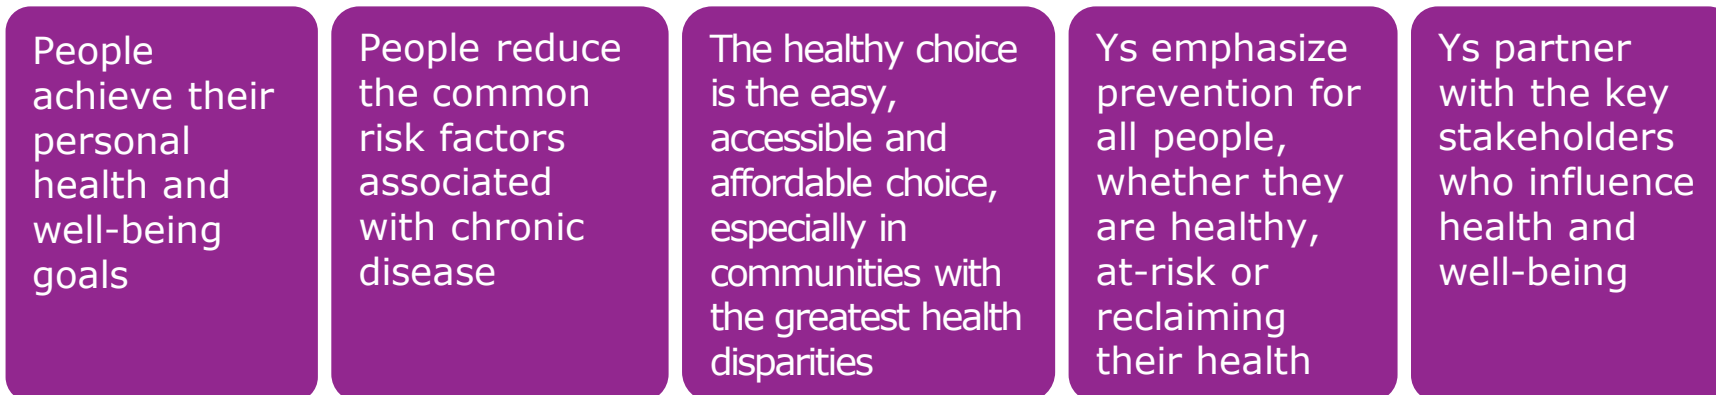 People
achieve their
personal
health and
well-being
goals
People reduce
the common
risk factors
associated
with chronic
disease
The healthy choice
is the easy,
accessible and
affordable choice,
especially in
communities with
the greatest health
disparities
Ys emphasize
prevention for
all people,
whether they
are healthy,
at-risk or
reclaiming
their health
Ys partner
with the key
stakeholders
who influence
health and
well-being